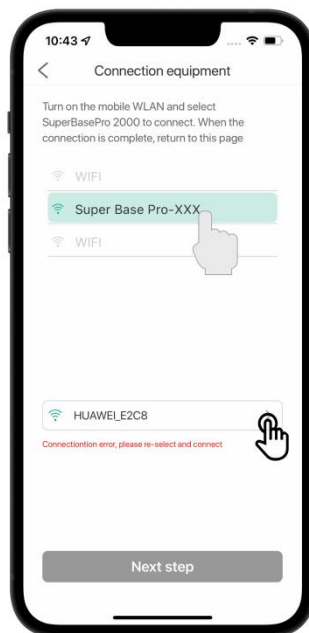 10:43
Connection equipment
Turn on the mobile WLAN and select
SuperBasePro 2000 to connect. When the
connection is complete, return to this page
WIFI
Super Base Pro-XXX
WIFI
HUAWEI_E2C8
Connectiontion error, please re-select and connect
Next step